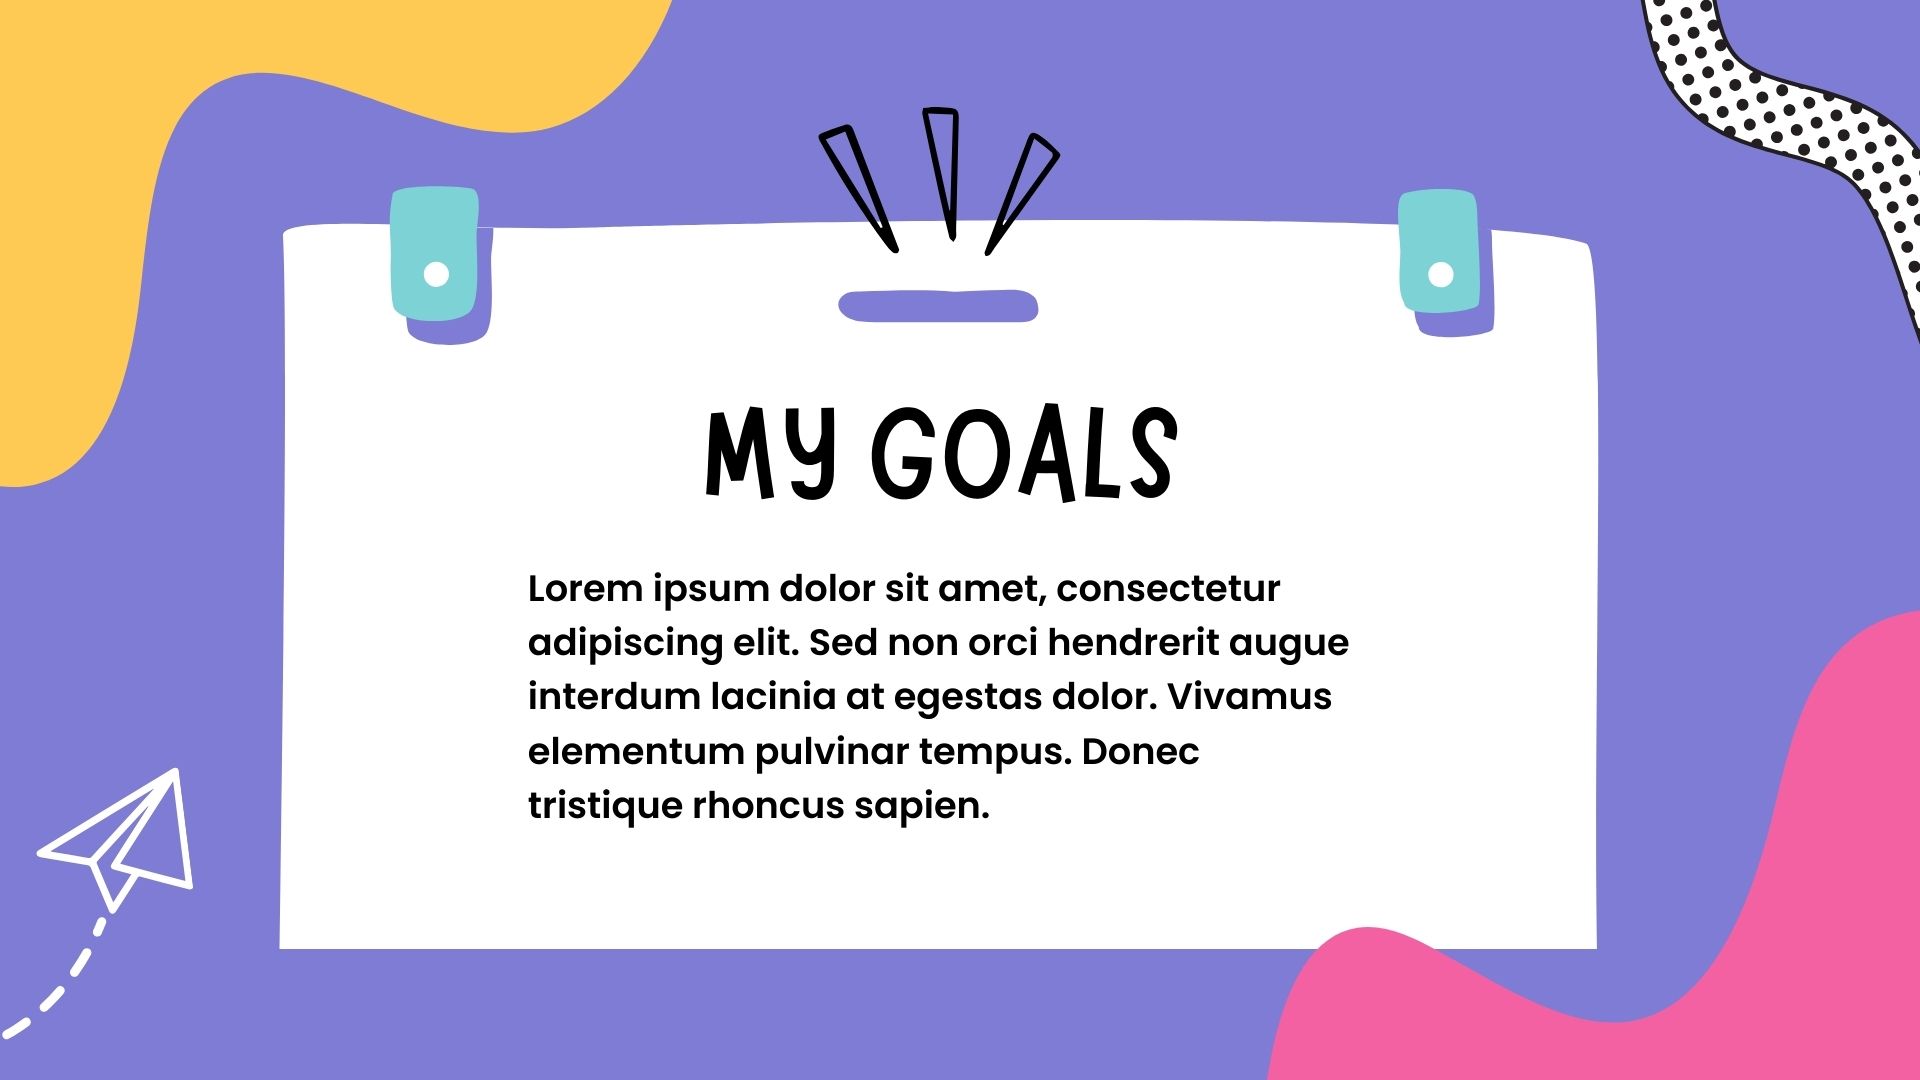 MY GOALS
Lorem ipsum dolor sit amet, consectetur
adipiscing elit. Sed non orci hendrerit augue
interdum lacinia at egestas dolor. Vivamus
elementum pulvinar tempus. Donec
tristique rhoncus sapien.